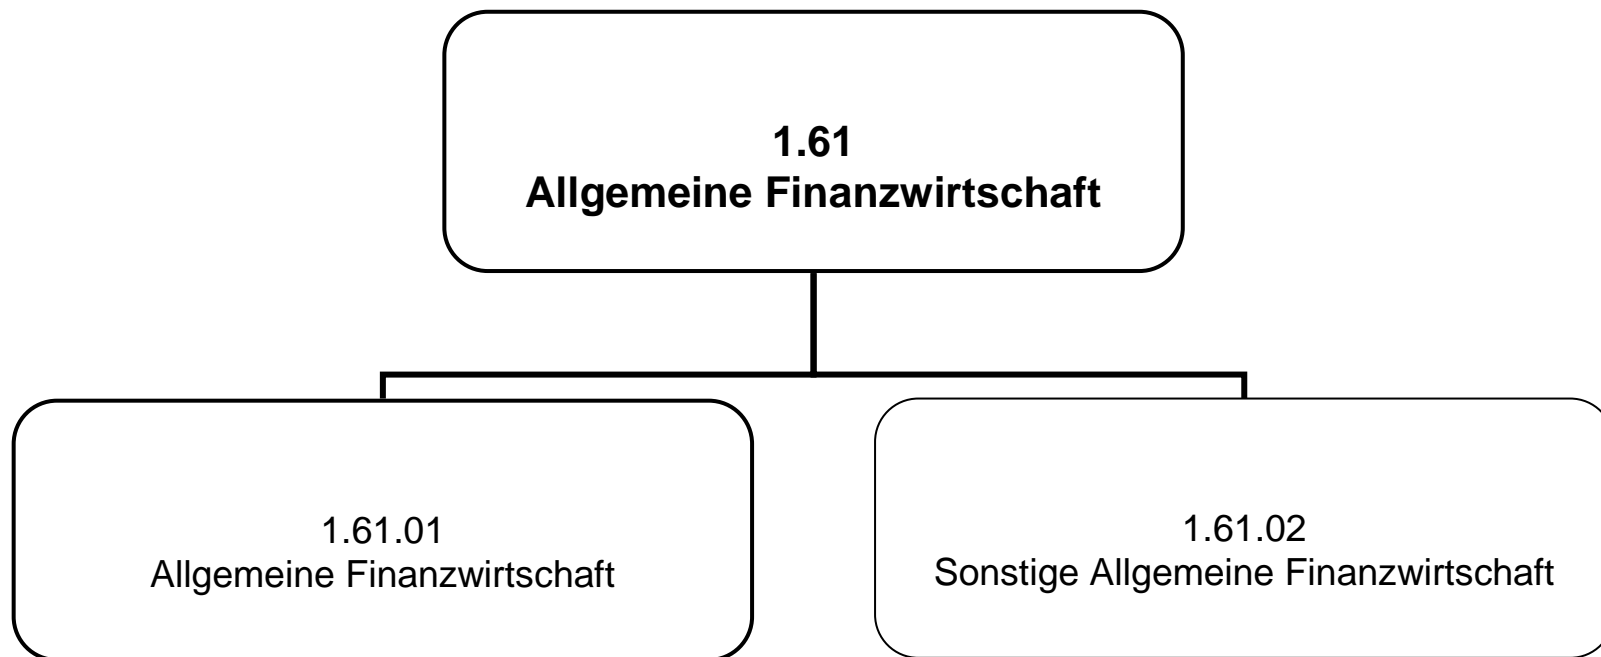 1.61
Allgemeine Finanzwirtschaft
1.61.01
Allgemeine Finanzwirtschaft
1.61.02
Sonstige Allgemeine Finanzwirtschaft